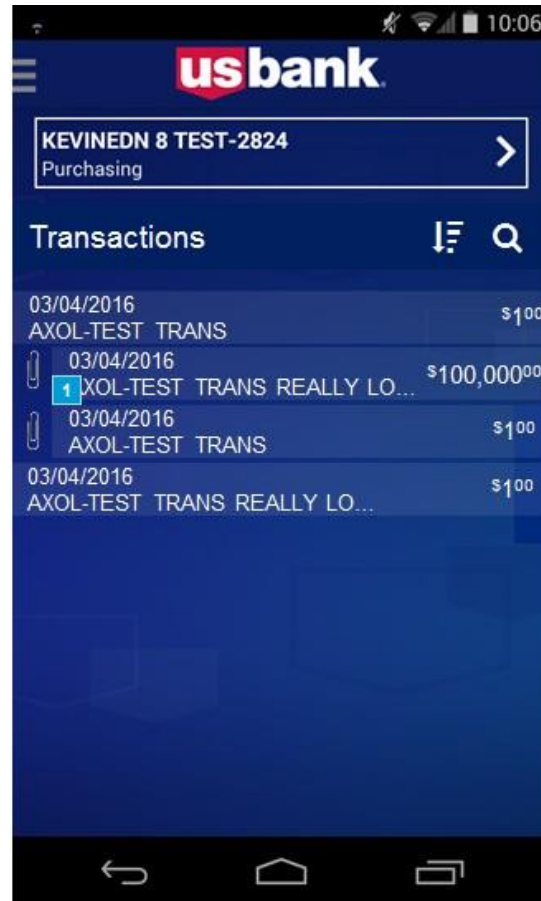 10:06
usbank.
KEVINEDN 8 TEST-2824
Purchasing
Transactions
03/04/2016
$100
AXOL-TEST TRANS
03/04/2016
$100,00000
1 XOL-TEST TRANS REALLY LO...
03/04/2016
$100
AXOL-TEST TRANS
03/04/2016
$100
AXOL-TEST TRANS REALLY LO...